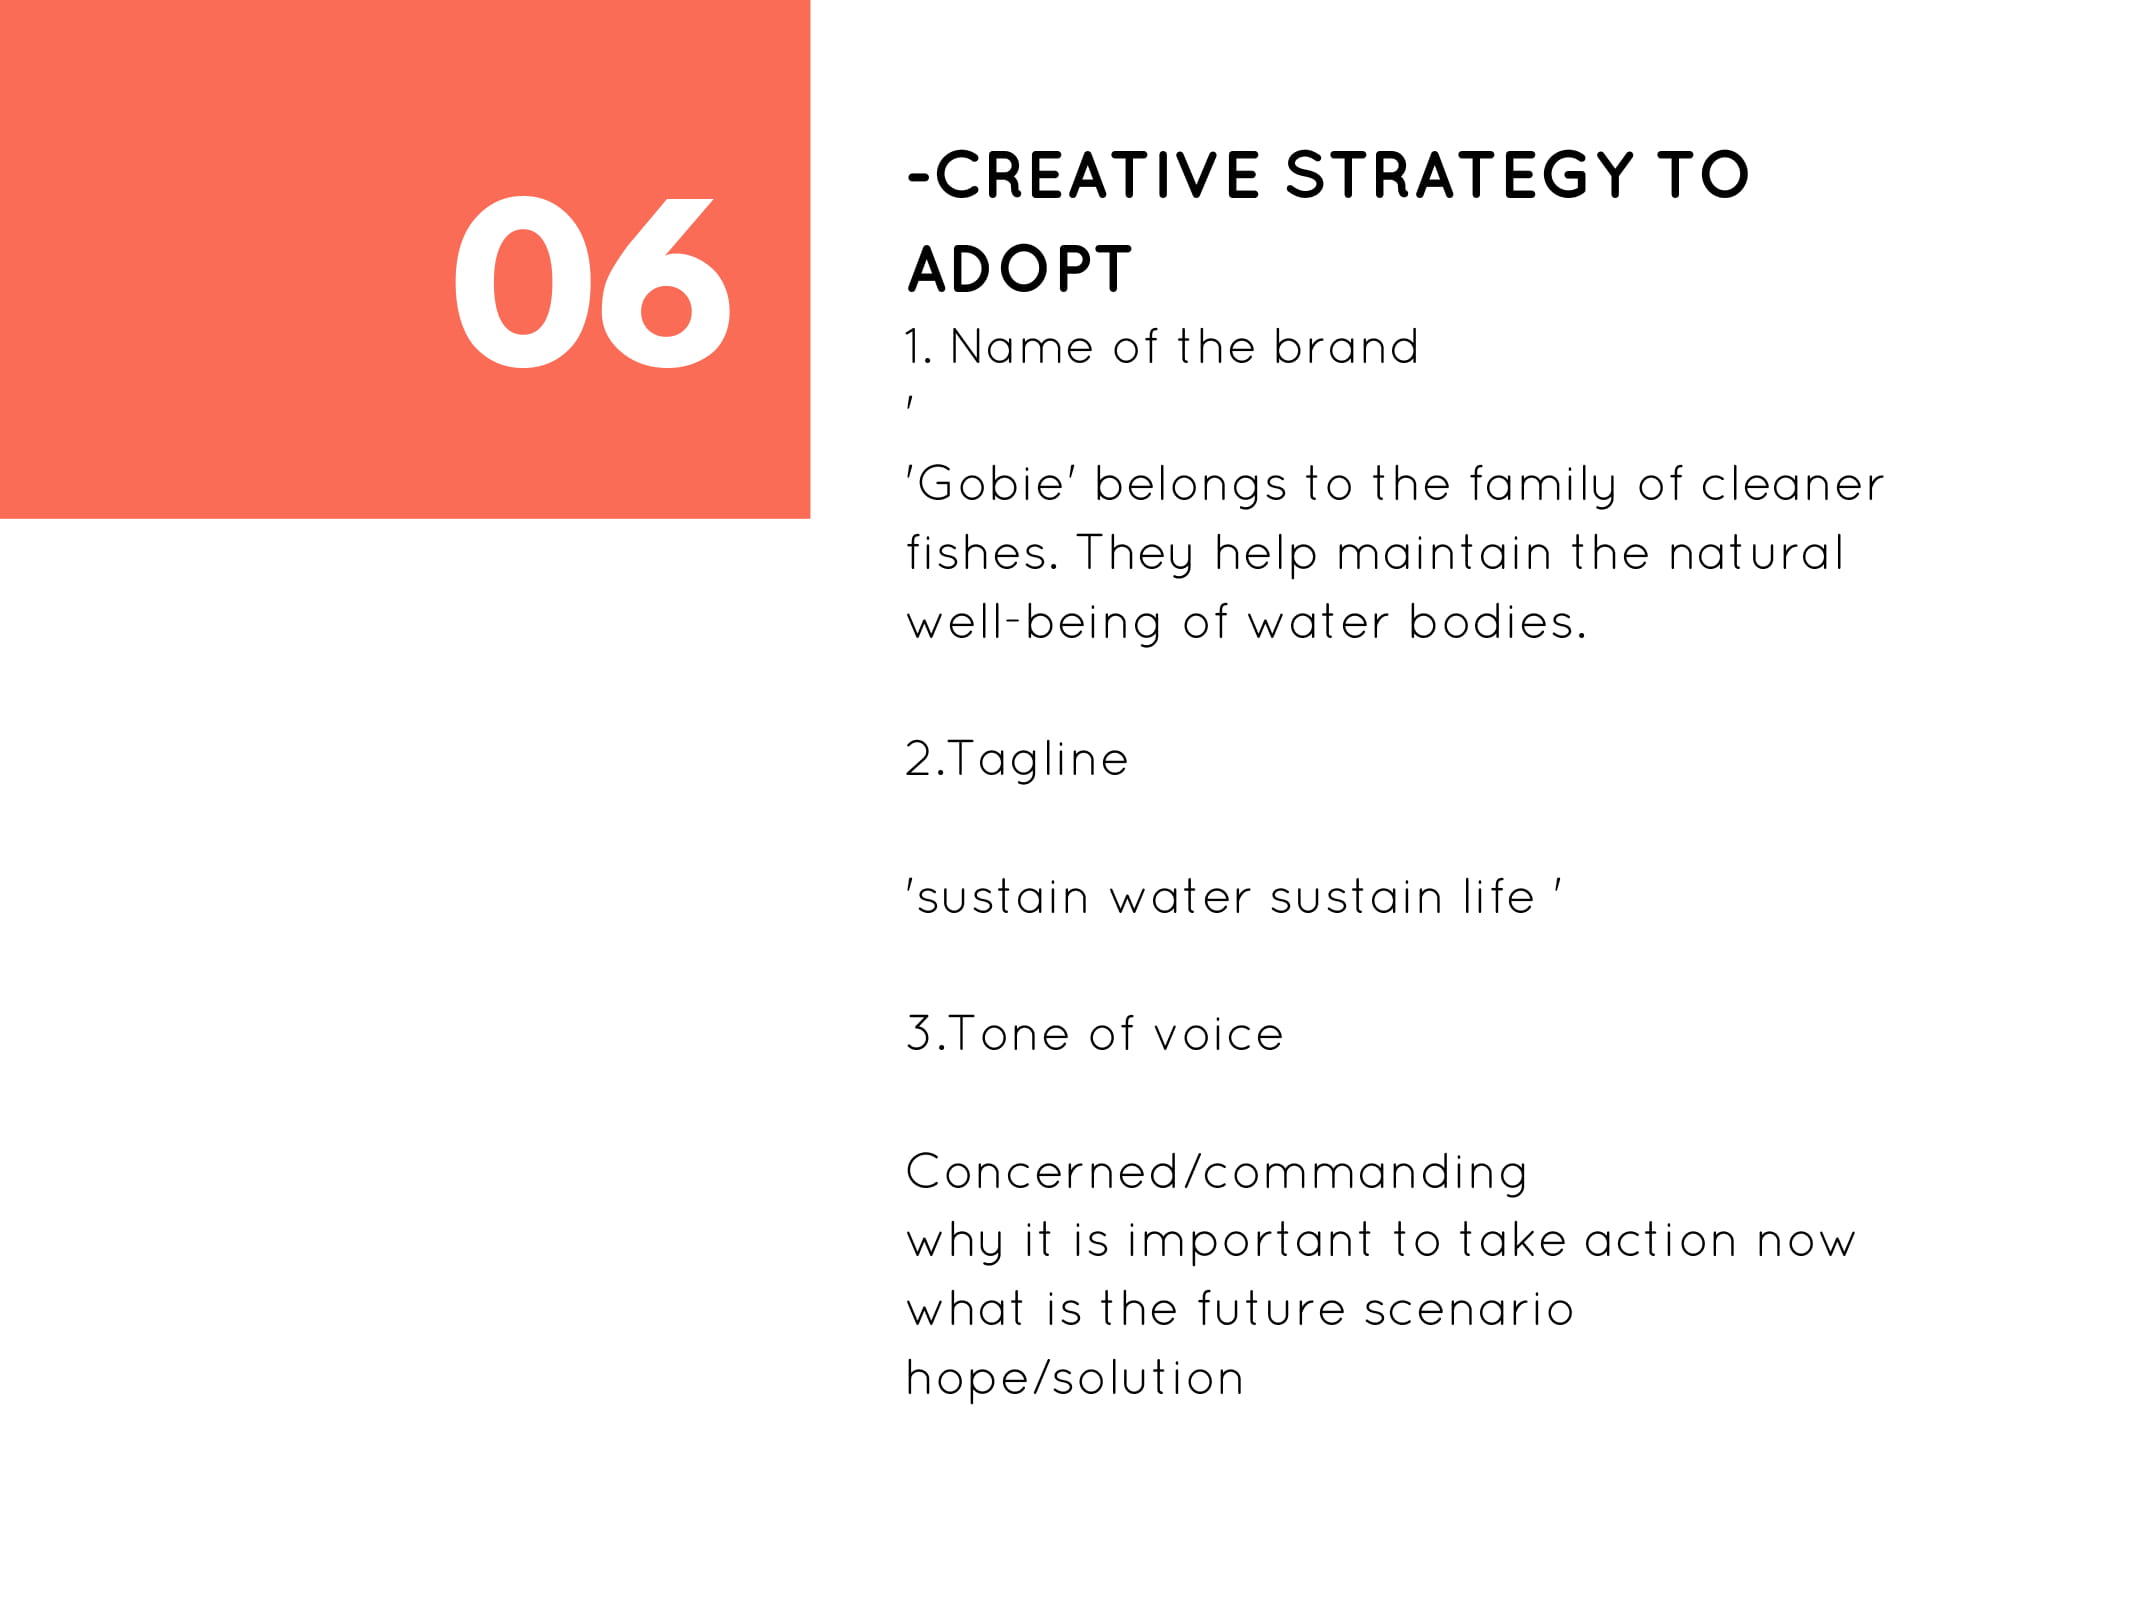 06
-CREATIVE STRATEGY TO
ADOPT
1. Name of the brand
'
'Gobie' belongs to the family of cleaner
fishes. They help maintain the natural
well-being of water bodies.
2.Tagline
'sustain water sustain life '
3.Tone of voice
Concerned/commanding
why it is important to take action now
what is the future scenario
hope/solution